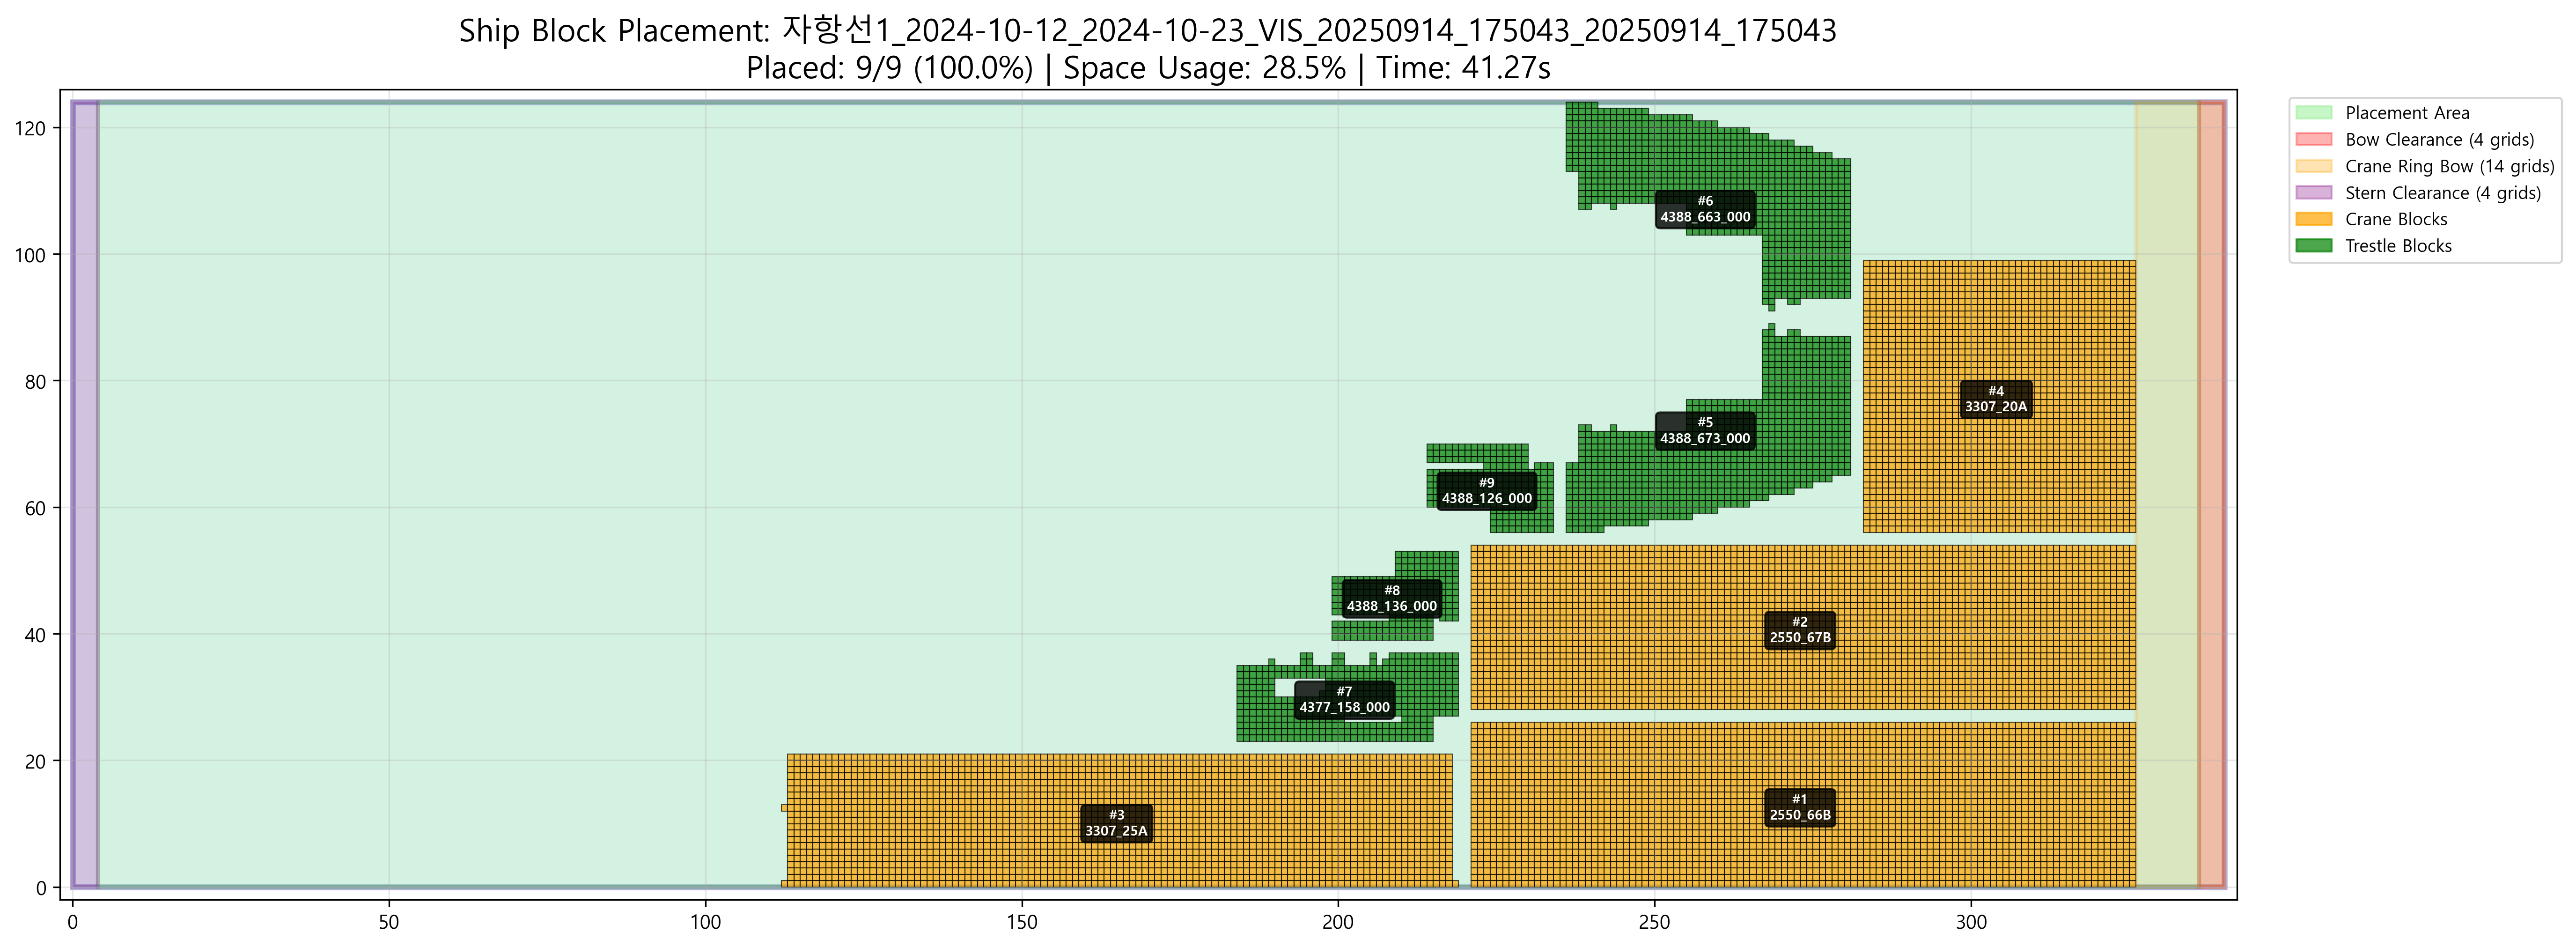 Ship Block Placement: 자항선1_2024-10-12_2024-10-23_VIS_20250914_175043_20250914_175043
Placed: 9/9 (100.0%) | Space Usage: 28.5% | Time: 41.27s
Placement Area
Bow Clearance (4 grids)
Crane Ring Bow (14 grids)
Stern Clearance (4 grids)
Crane Blocks
Trestle Blocks
120
100
80
60
40
20
0
#6
4388_663_000
#4
3307_20A
#5
4388_673_000
#9
4388_126_000
#8
4388_136_000
#2
2550_67B
#7
4377_158_000
#3
3307_25A
#1
2550_66B
0
50
100
150
200
250
300